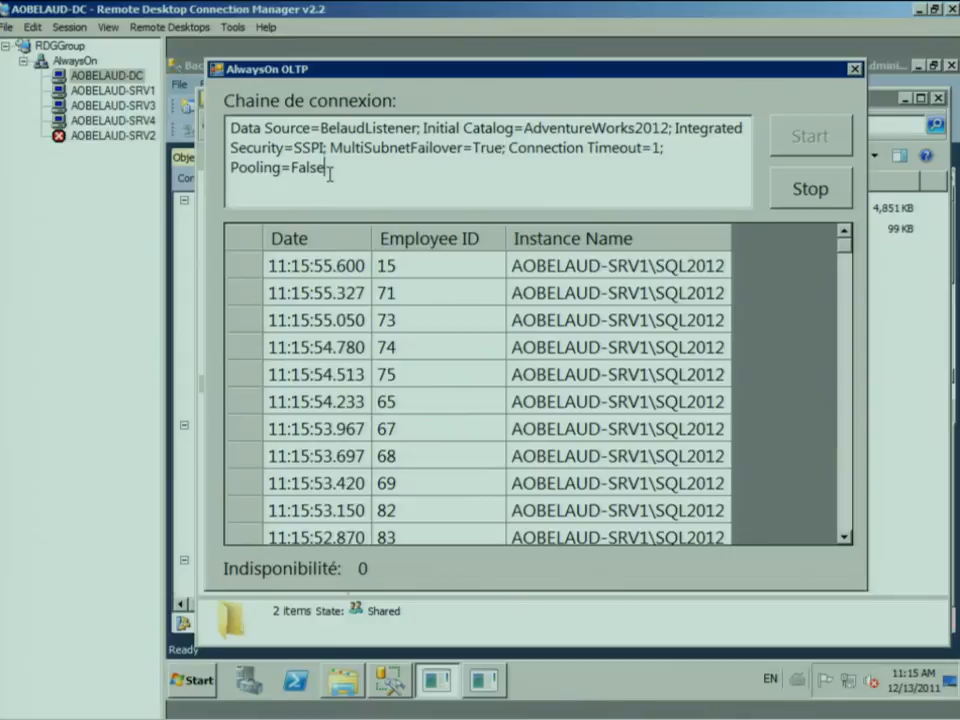 AOBELAUD-DC - Remote Desktop Connection Manager v2.2
File Edit Session View Remote Desktops Tools Help
RDGGroup
AlwaysOn
AOBELAUD-DC
AOBELAUD-SRV1
AOBELAUD-SRV3
AOBELAUD-SRV4
AOBELAUD-SRV2
File
Obje
Con
AlwaysOn OLTP
Chaine de connexion:
Data Source=BelaudListener; Initial Catalog=AdventureWorks2012; Integrated
Security=SSPI; MultiSubnetFailover=True; Connection Timeout=1;
Pooling=False
Start
Stop
4,851 KB
99 KB
Date Employee ID Instance Name
11:15:55.600 15 AOBELAUD-SRV1\SQL2012
11:15:55.327 71 AOBELAUD-SRV1\SQL2012
11:15:55.050 73 AOBELAUD-SRV1\SQL2012
11:15:54.780 74 AOBELAUD-SRV1\SQL2012
11:15:54.513 75 AOBELAUD-SRV1\SQL2012
11:15:54.233 65 AOBELAUD-SRV1\SQL2012
11:15:53.967 67 AOBELAUD-SRV1\SQL2012
11:15:53.697 68 AOBELAUD-SRV1\SQL2012
11:15:53.420 69 AOBELAUD-SRV1\SQL2012
11:15:53.150 82 AOBELAUD-SRV1\SQL2012
11:15:52.870 83 AOBELAUD-SRV1\SQL2012
Indisponibilité: 0
2 items State: Shared
Ready
Start
EN
11:15 AM
12/13/2011